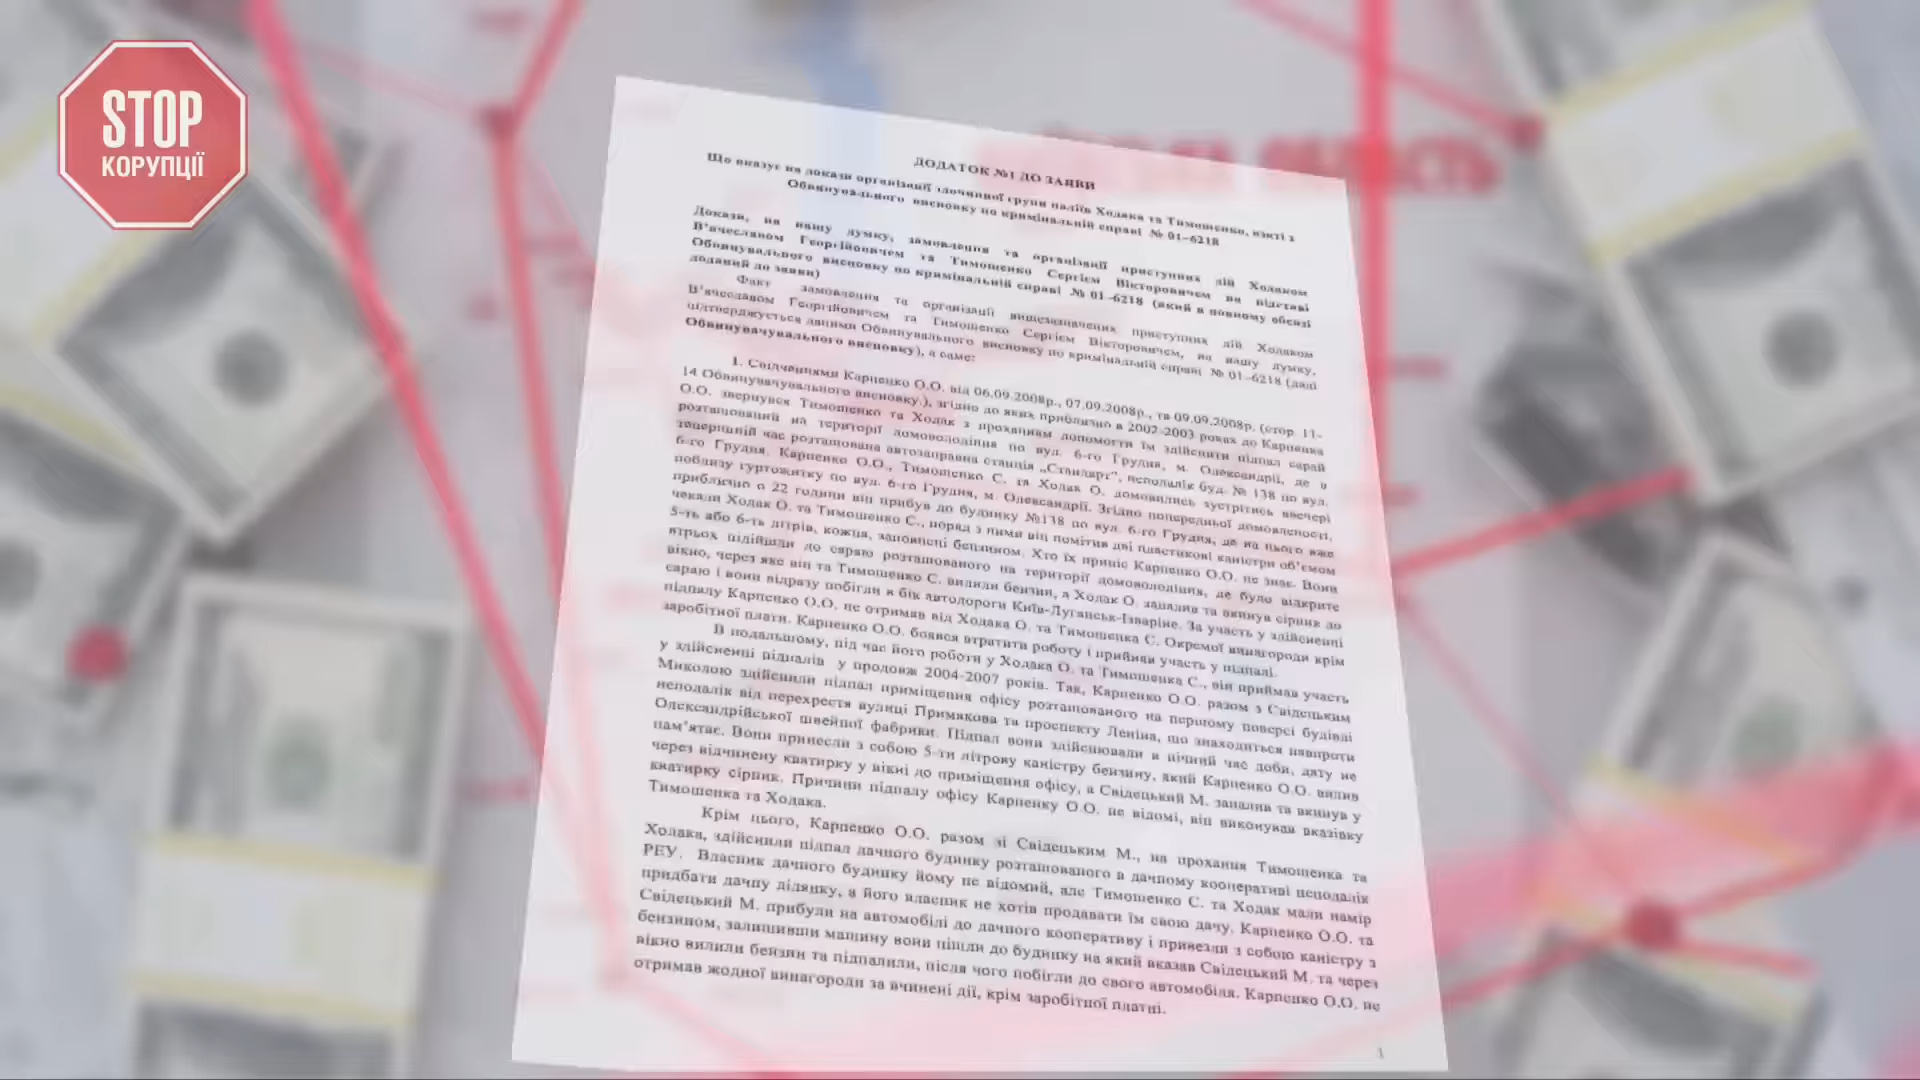 STOP
КОРУПЦІЇ
ДОДАТОК №1 ДО ЗАЯВИ
Що вказує на докази організації злочинної групи паліїв Ходака та Тимошенко, взяті з
Обвинувального висновку по кримінальній справі № 01–6218
Докази, на нашу думку, замовлення та організації приступних дій Ходаком
В’ячеславом Георгійовичем та Тимошенко Сергієм Вікторовичем на підставі
Обвинувального висновку по кримінальній справі № 01–6218 (який в повному обсязі
доданий до заяви)
Факт замовлення та організації вищезазначених приступних дій Ходаком
В’ячеславом Георгійовичем та Тимошенко Сергієм Вікторовичем, на нашу думку,
підтверджується даними Обвинувального висновку по кримінальній справі № 01–6218 (далі
Обвинувачувального висновку), а саме:
1. Свідченнями Карпенко О.О. від 06.09.2008р., 07.09.2008р., та 09.09.2008р. (стор. 11-
14 Обвинувачувального висновку.), згідно до яких приблизно в 2002-2003 роках до Карпенка
О.О. звернувся Тимошенко та Ходак з проханням допомогти їм здійснити підпал сарай
розташований на території домоволодіння по вул. 6-го Грудня, м. Олександрії, де в
теперішній час розташована автозаправна станція „Стандарт”, неподалік буд. № 138 по вул.
6-го Грудня. Карпенко О.О., Тимошенко С. та Ходак О. домовились зустрітись ввечері
поблизу гуртожитку по вул. 6-го Грудня, м. Олександрії. Згідно попередньої домовленості,
приблизно о 22 години він прибув до будинку №138 по вул. 6-го Грудня, де на нього вже
чекали Ходак О. та Тимошенко С., поряд з ними він помітив дві пластикові каністри об’ємом
5-ть або 6-ть літрів, кожна, заповнені бензином. Хто їх приніс Карпенко О.О. не знає. Вони
втрьох підійшли до сараю розташованого на території домоволодіння, де було відкрите
вікно, через яке він та Тимошенко С. вилили бензин, а Ходак О. запалив та вкинув сірник до
сараю і вони відразу побігли в бік автодороги Київ-Луганськ-Ізваріне. За участь у здійсненні
підпалу Карпенко О.О. не отримав від Ходака О. та Тимошенка С. Окремої винагороди крім
заробітної плати. Карпенко О.О. боявся втратити роботу і прийняв участь у підпалі.
В подальшому, під час його роботи у Ходака О. та Тимошенка С., він приймав участь
у здійсненні підпалів у продовж 2004-2007 років. Так, Карпенко О.О. разом з Свідецьким
Миколою здійснили підпал приміщення офісу розташованого на першому поверсі будівлі
неподалік від перехрестя вулиці Примакова та проспекту Леніна, що знаходиться навпроти
Олександрійської швейної фабрики. Підпал вони здійснювали в нічний час доби, дату не
пам’ятає. Вони принесли з собою 5-ти літрову каністру бензину, який Карпенко О.О. вилив
через відчинену кватирку у вікні до приміщення офісу, а Свідецький М. запалив та вкинув у
кватирку сірник. Причини підпалу офісу Карпенку О.О. не відомі, він виконував вказівку
Тимошенка та Ходака.
Крім цього, Карпенко О.О. разом зі Свідецьким М., на прохання Тимошенка та
Ходака, здійснили підпал дачного будинку розташованого в дачному кооперативі неподалік
РЕУ. Власник дачного будинку йому не відомий, але Тимошенко С. та Ходак мали намір
придбати дачну ділянку, а його власник не хотів продавати їм свою дачу. Карпенко О.О. та
Свідецький М. прибули на автомобілі до дачного кооперативу і привезли з собою каністру з
бензином, залишивши машину вони пішли до будинку на який вказав Свідецький М. та через
вікно вилили бензин та підпалили, після чого побігли до свого автомобіля. Карпенко О.О. не
отримав жодної винагороди за вчинені дії, крім заробітної платні.
1